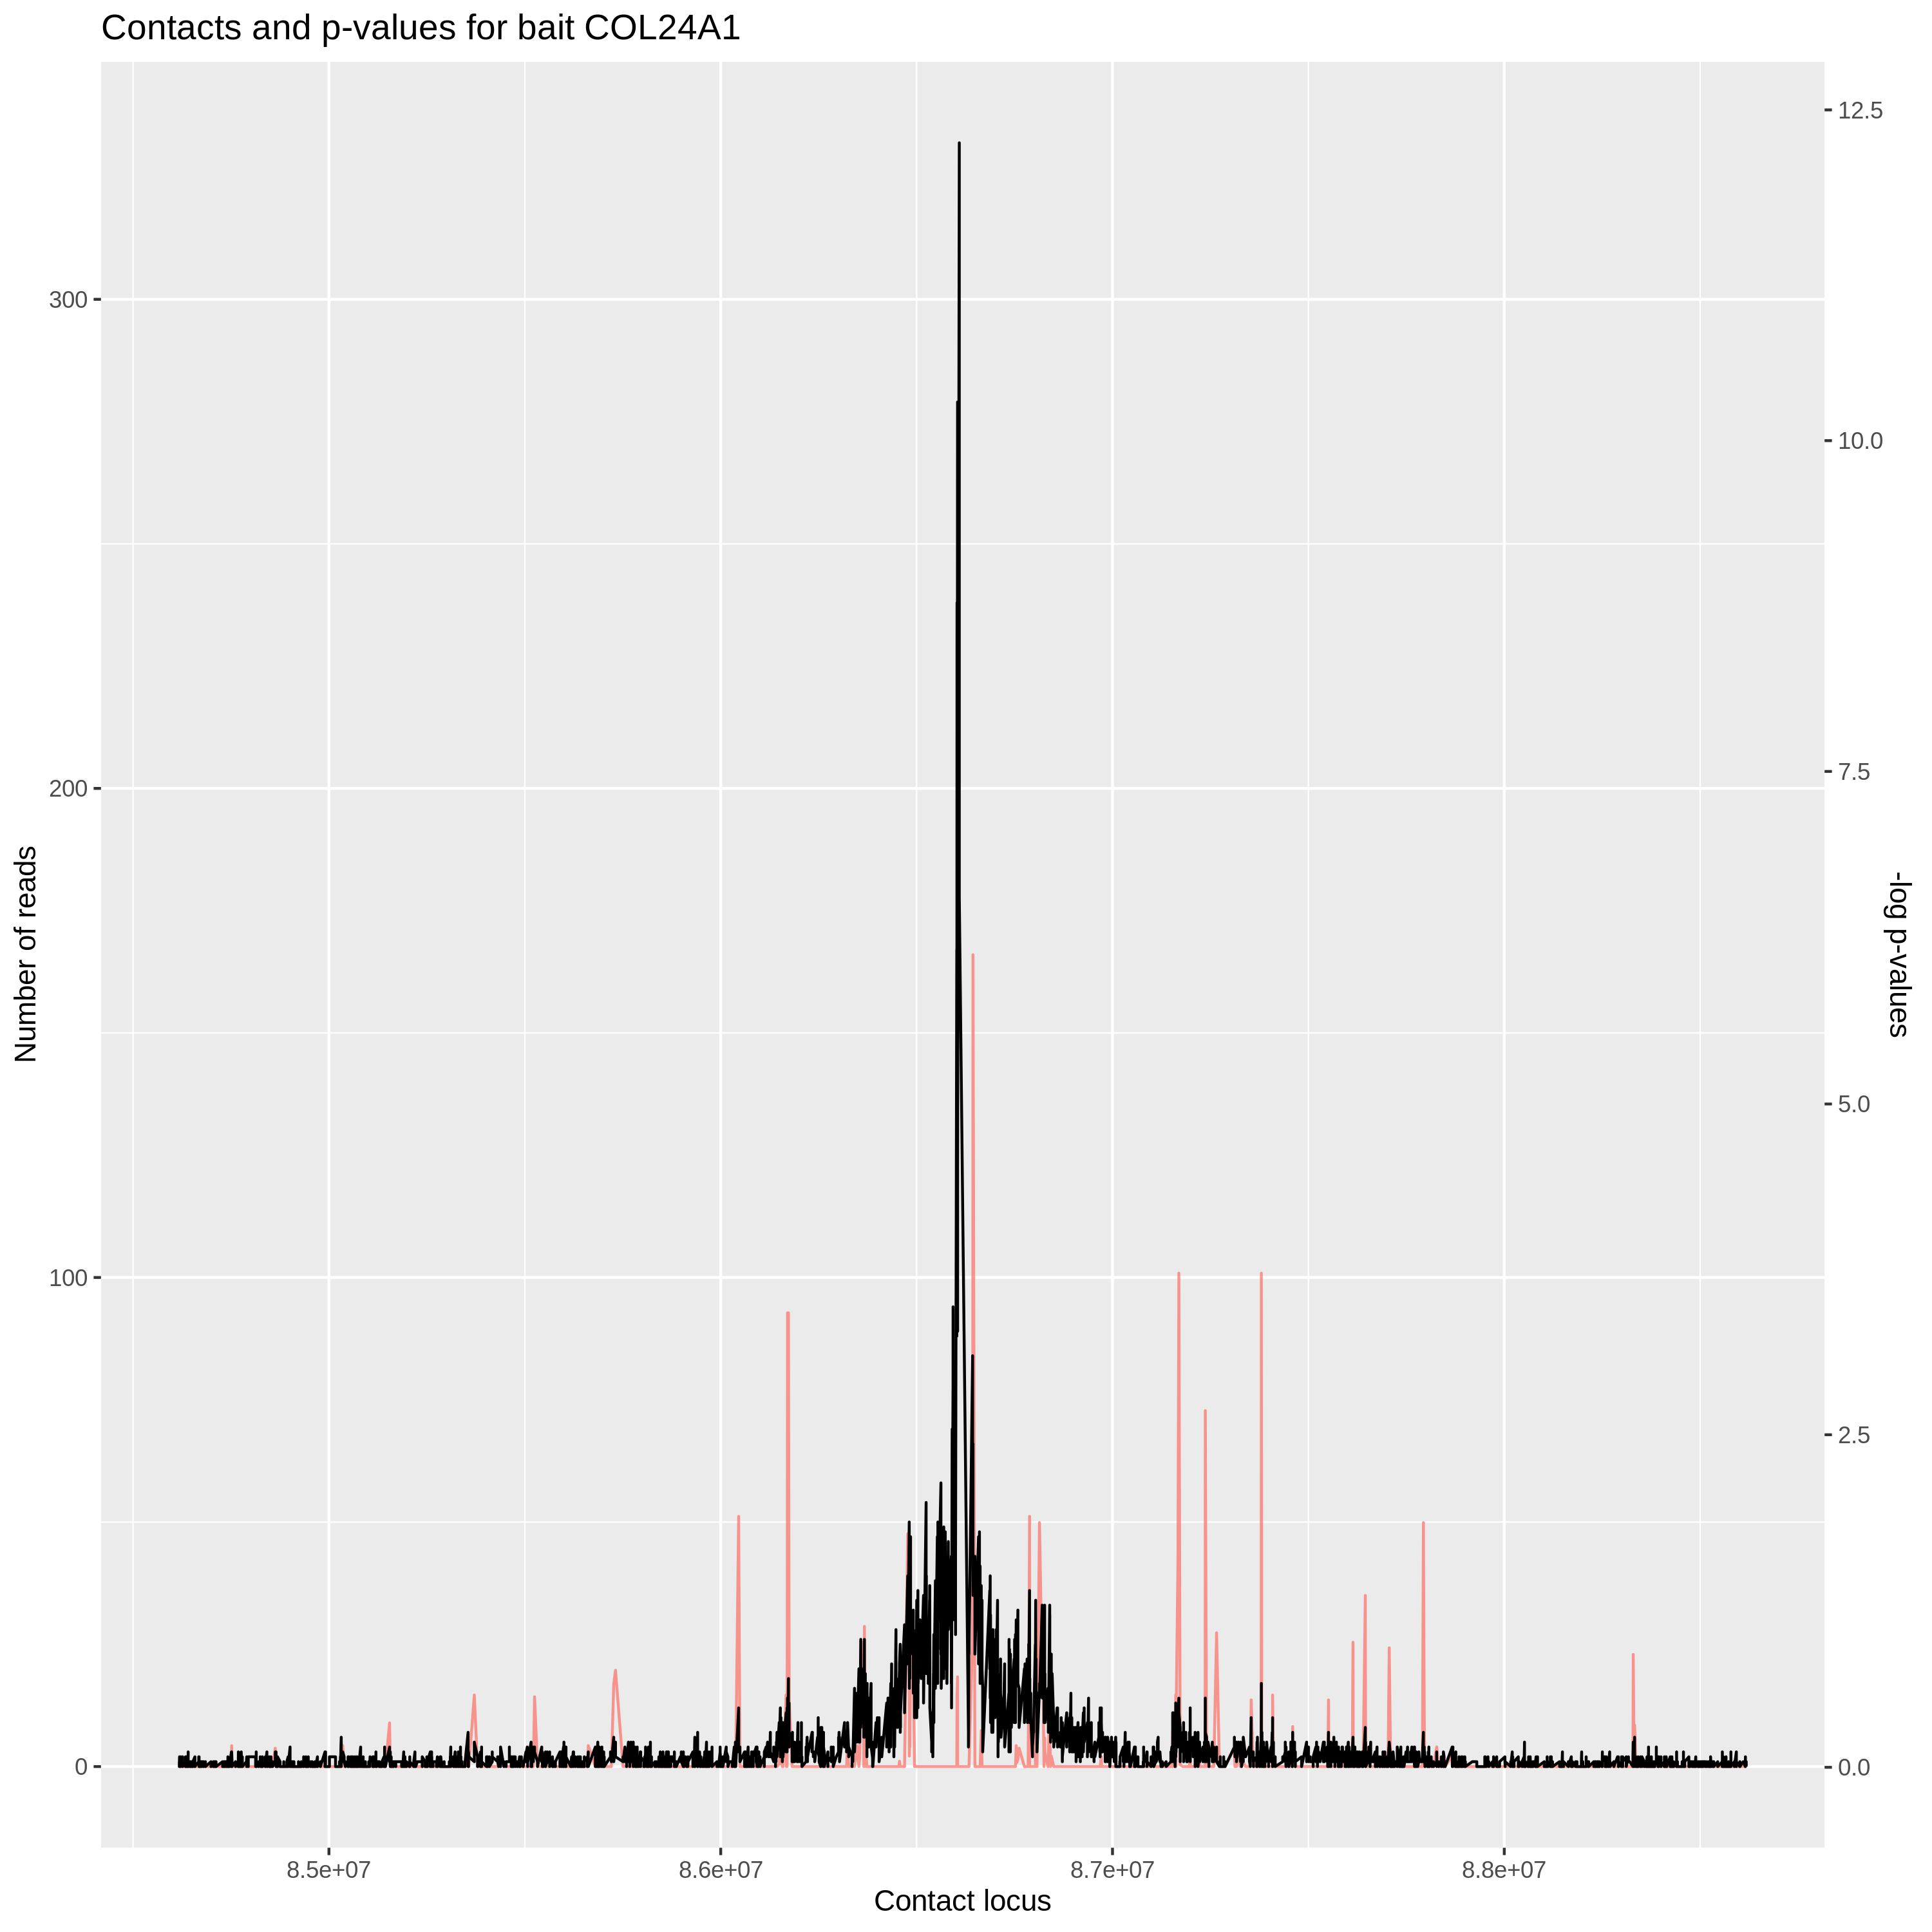 Contacts and p-values for bait COL24A1
Number of reads
300
200
100
0
12.5
10.0
7.5
5.0
2.5
0.0
-log p-values
8.5e+07
8.6e+07
8.7e+07
8.8e+07
Contact locus